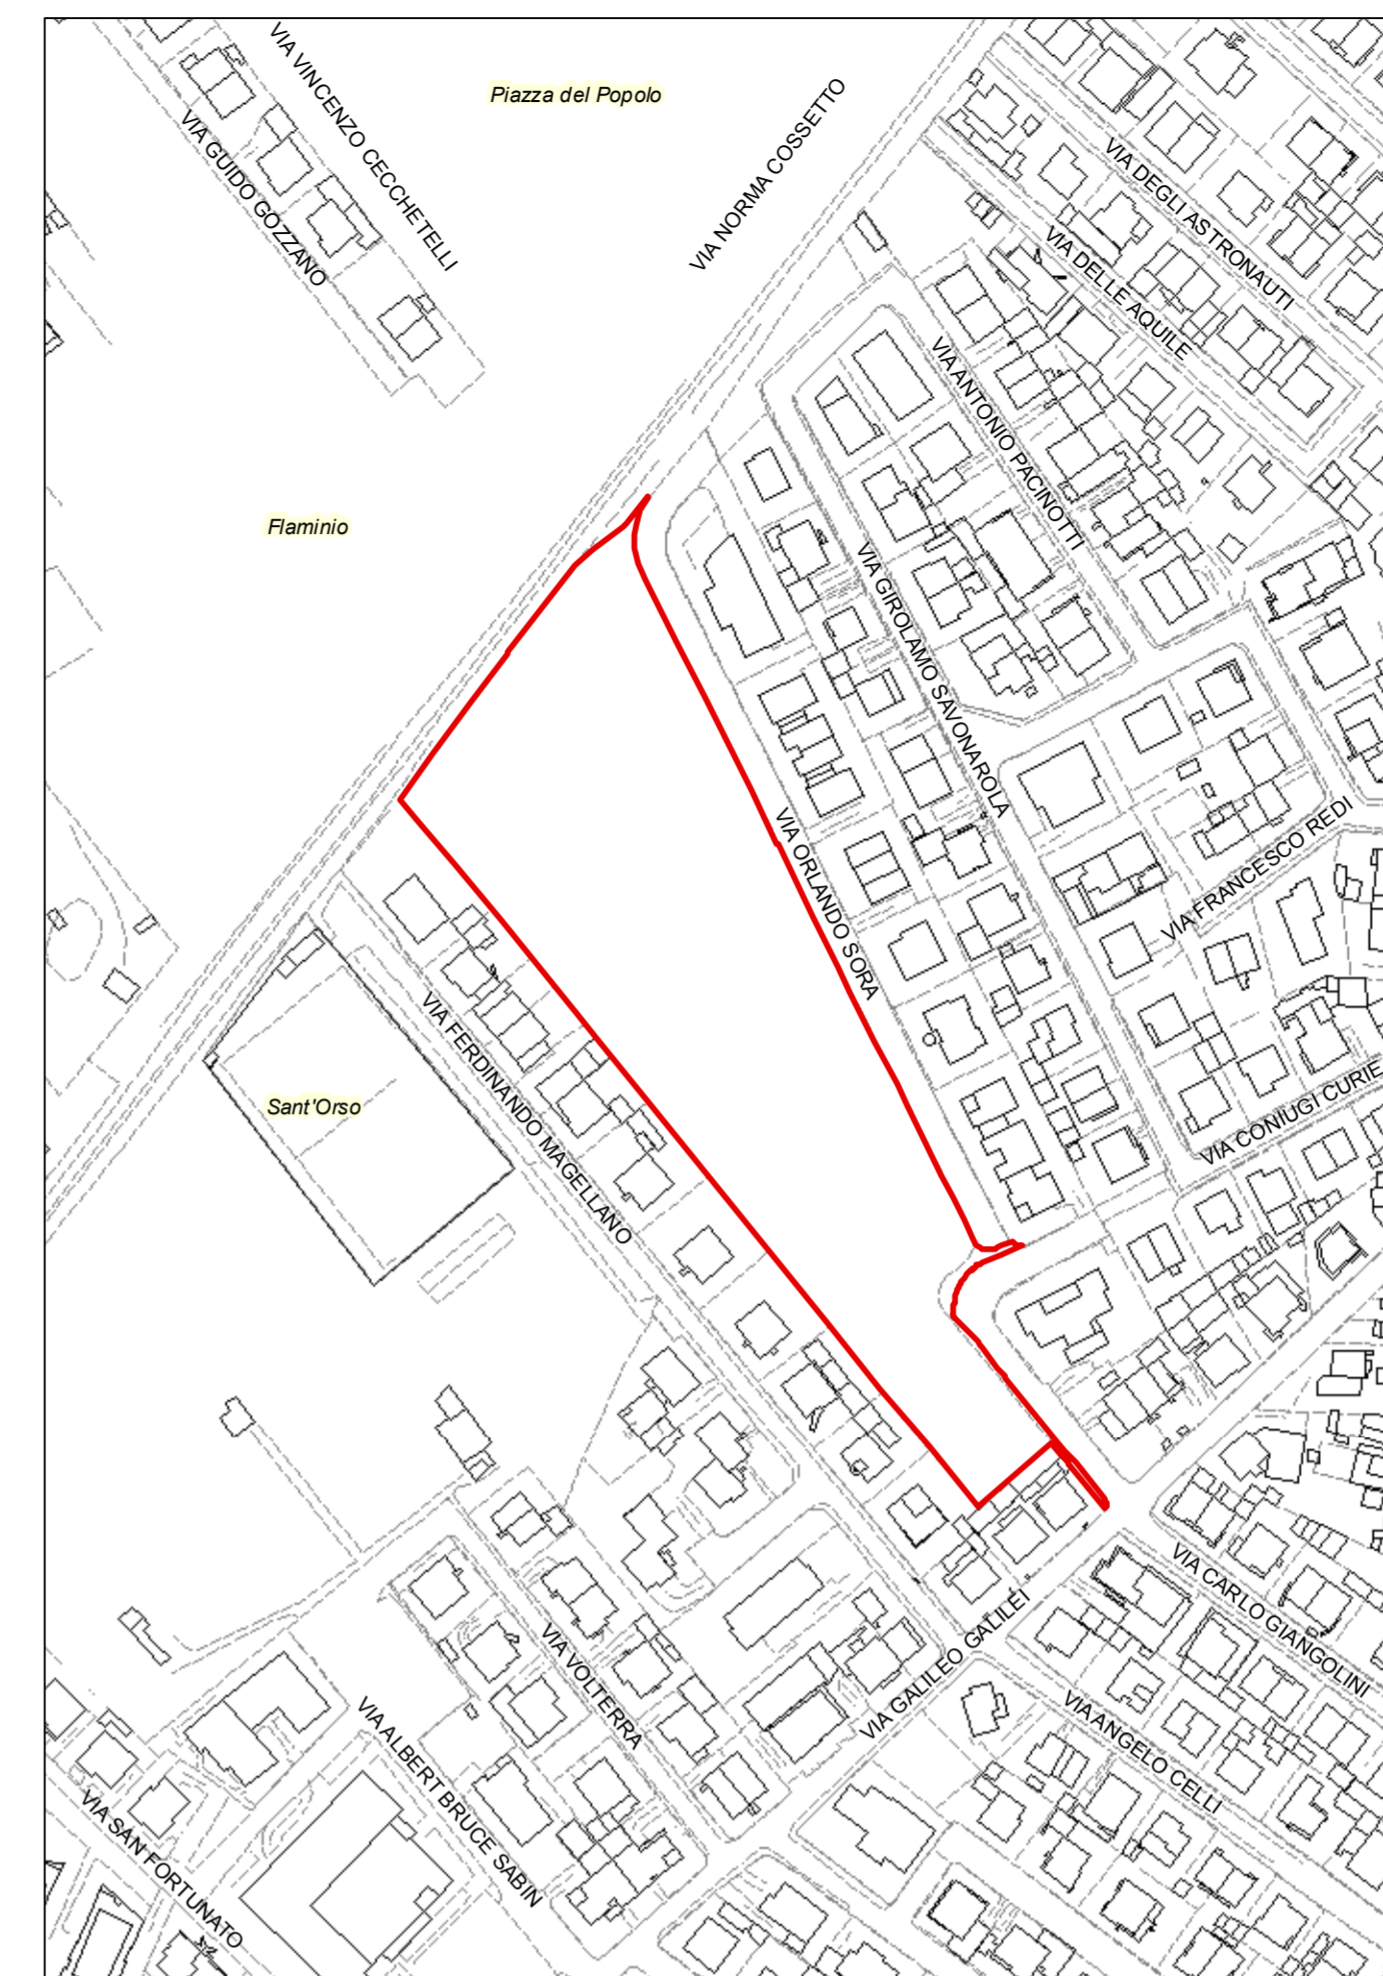 VIA VINCENZO CECCHETELLI
Piazza del Popolo
VIA NORMA COSSETTO
VIA GUIDO GOZZANO
VIA DEGLI ASTRONAUTI
VIA DELLE AQUILE
VIA ANTONIO PACINOTTI
Flaminio
VIA GIROLAMO SAVONAROLA
VIA ORLANDO SORA
VIA FRANCESCO REDI
VIA FERDINANDO MAGELLANO
Sant'Orso
VIA CONIUGI CURIE
VIA CARLO GIANGOLINI
VIA GALILEO GALILEI
VIA VOLTERRA
VIA ANGELO CELLI
VIA ALBERT BRUCE SABIN
VIA SAN FORTUNATO